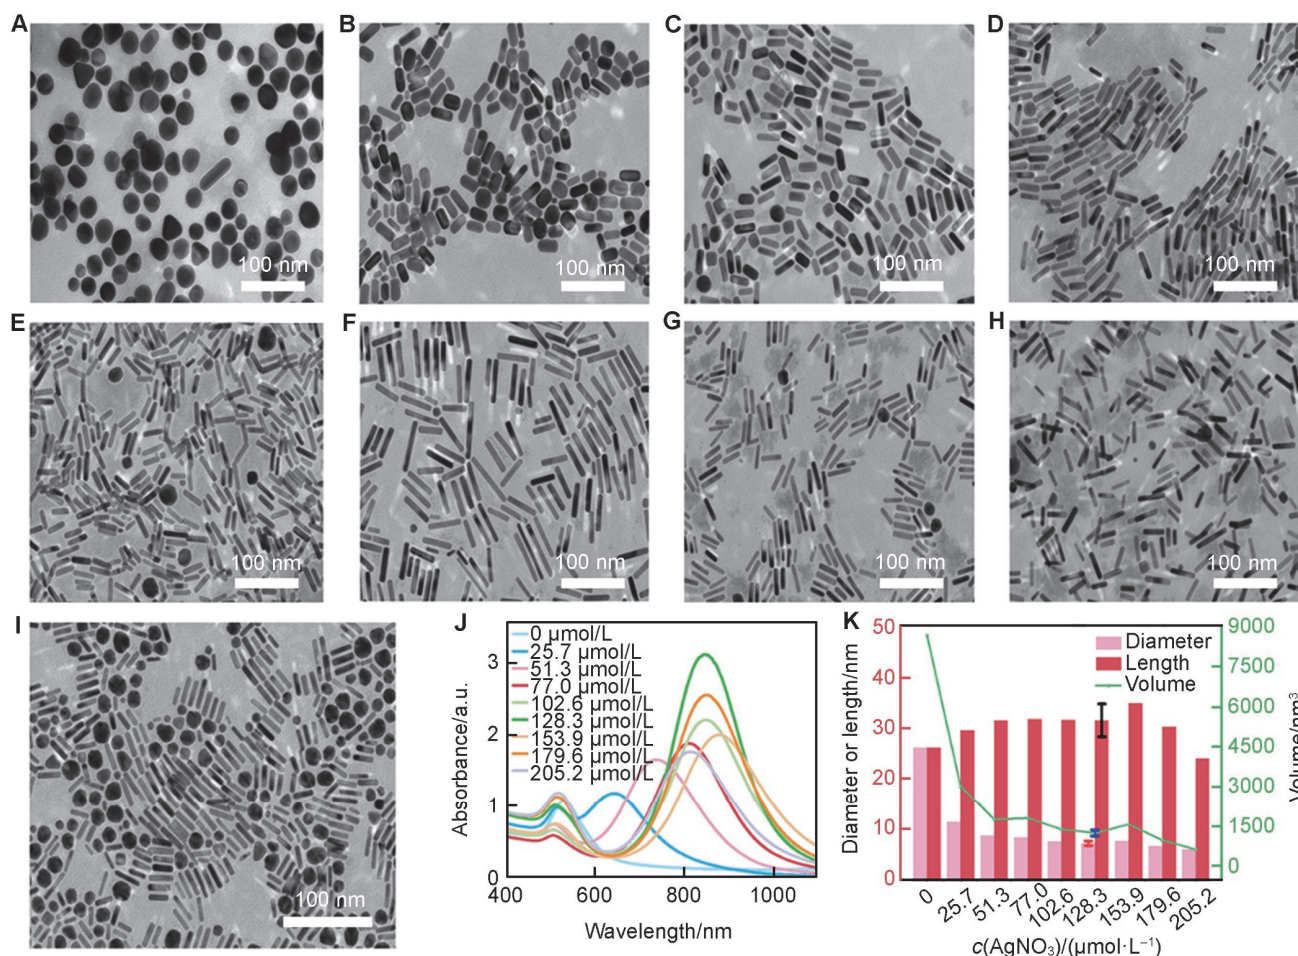 A
B
C
D
100 nm
100 nm
100 nm
100 nm
E
F
G
H
100 nm
100 nm
100 nm
100 nm
I
100 nm
J
0 μmol/L
25.7 μmol/L
51.3 μmol/L
77.0 μmol/L
102.6 μmol/L
128.3 μmol/L
153.9 μmol/L
179.6 μmol/L
205.2 μmol/L
Absorbance/a.u.
3
2
1
0
400 600 800 1000
Wavelength/nm
K
Diameter
Length
Volume
Diameter or length/nm
50
40
30
20
10
0
9000
7500
6000
4500
3000
1500
0
Volume/nm³
0 25.7 51.3 77.0 102.6 128.3 153.9 179.6 205.2
c(AgNO₃)/(μmol·L⁻¹)